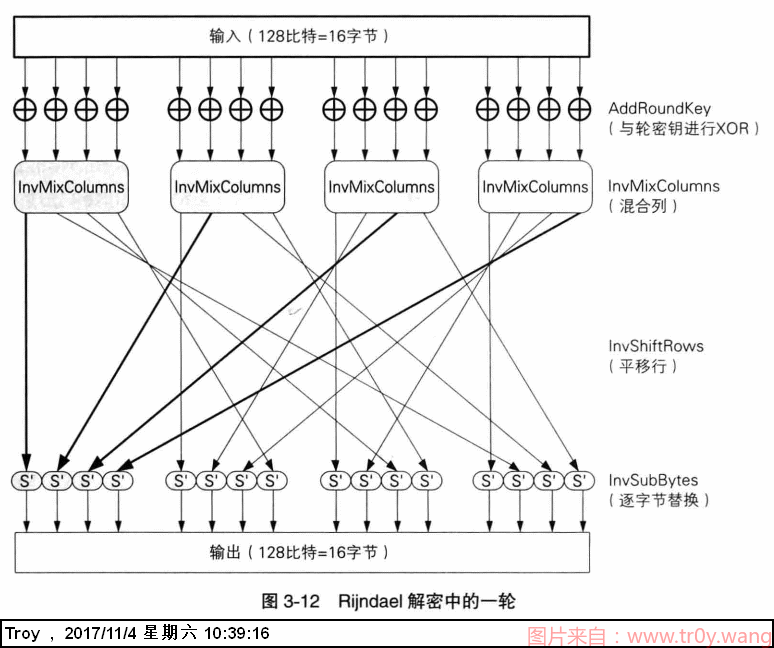 输入（128比特=16字节）
AddRoundKey
（与轮密钥进行XOR）
InvMixColumns InvMixColumns InvMixColumns InvMixColumns
InvMixColumns
（混合列）
InvShiftRows
（平移行）
S' S' S' S' S' S' S' S' S' S' S' S' S' S' S' S'
InvSubBytes
（逐字节替换）
输出（128比特=16字节）
图 3-12 Rijndael 解密中的一轮
Troy , 2017/11/4 星期六 10:39:16
图片来自：www.tr0y.wang